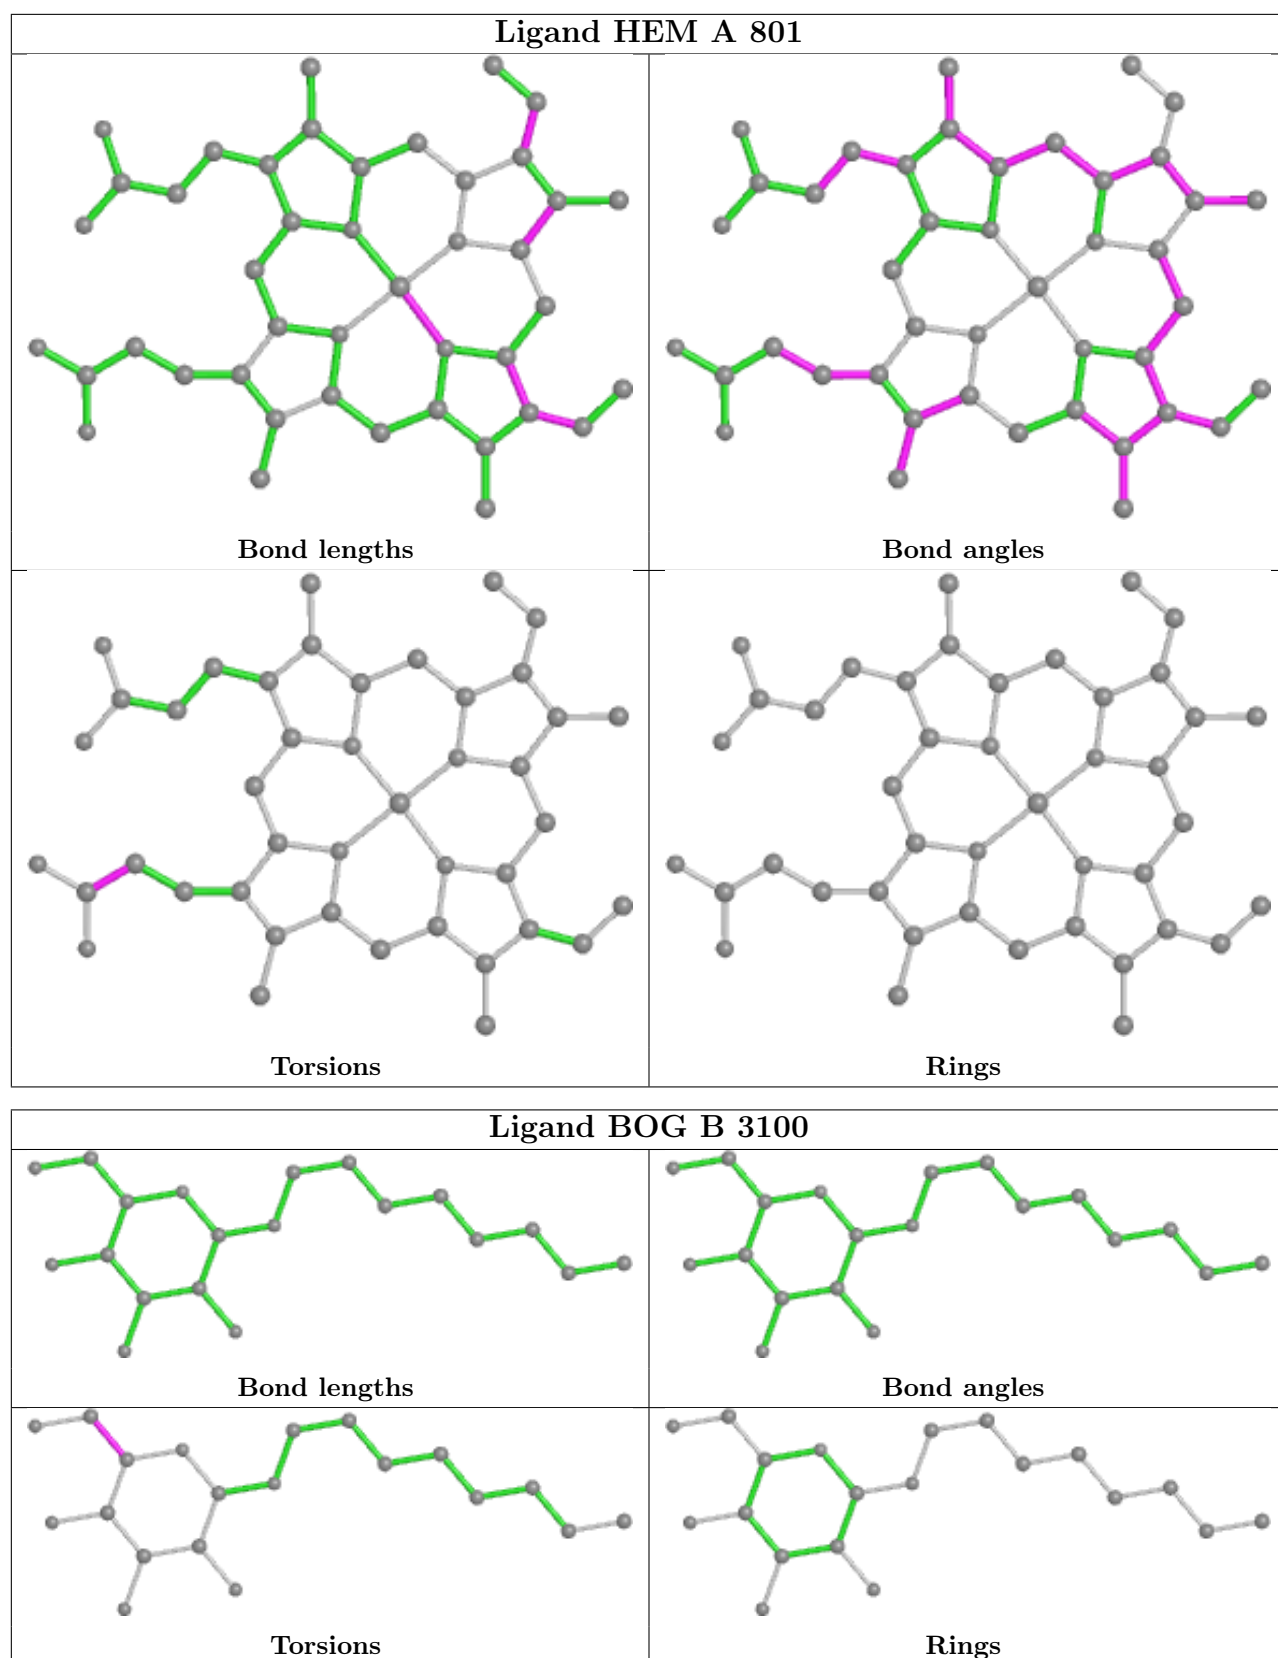 Ligand HEM A 801
Bond lengths
Bond angles
Torsions
Rings
Ligand BOG B 3100
Bond lengths
Bond angles
Torsions
Rings